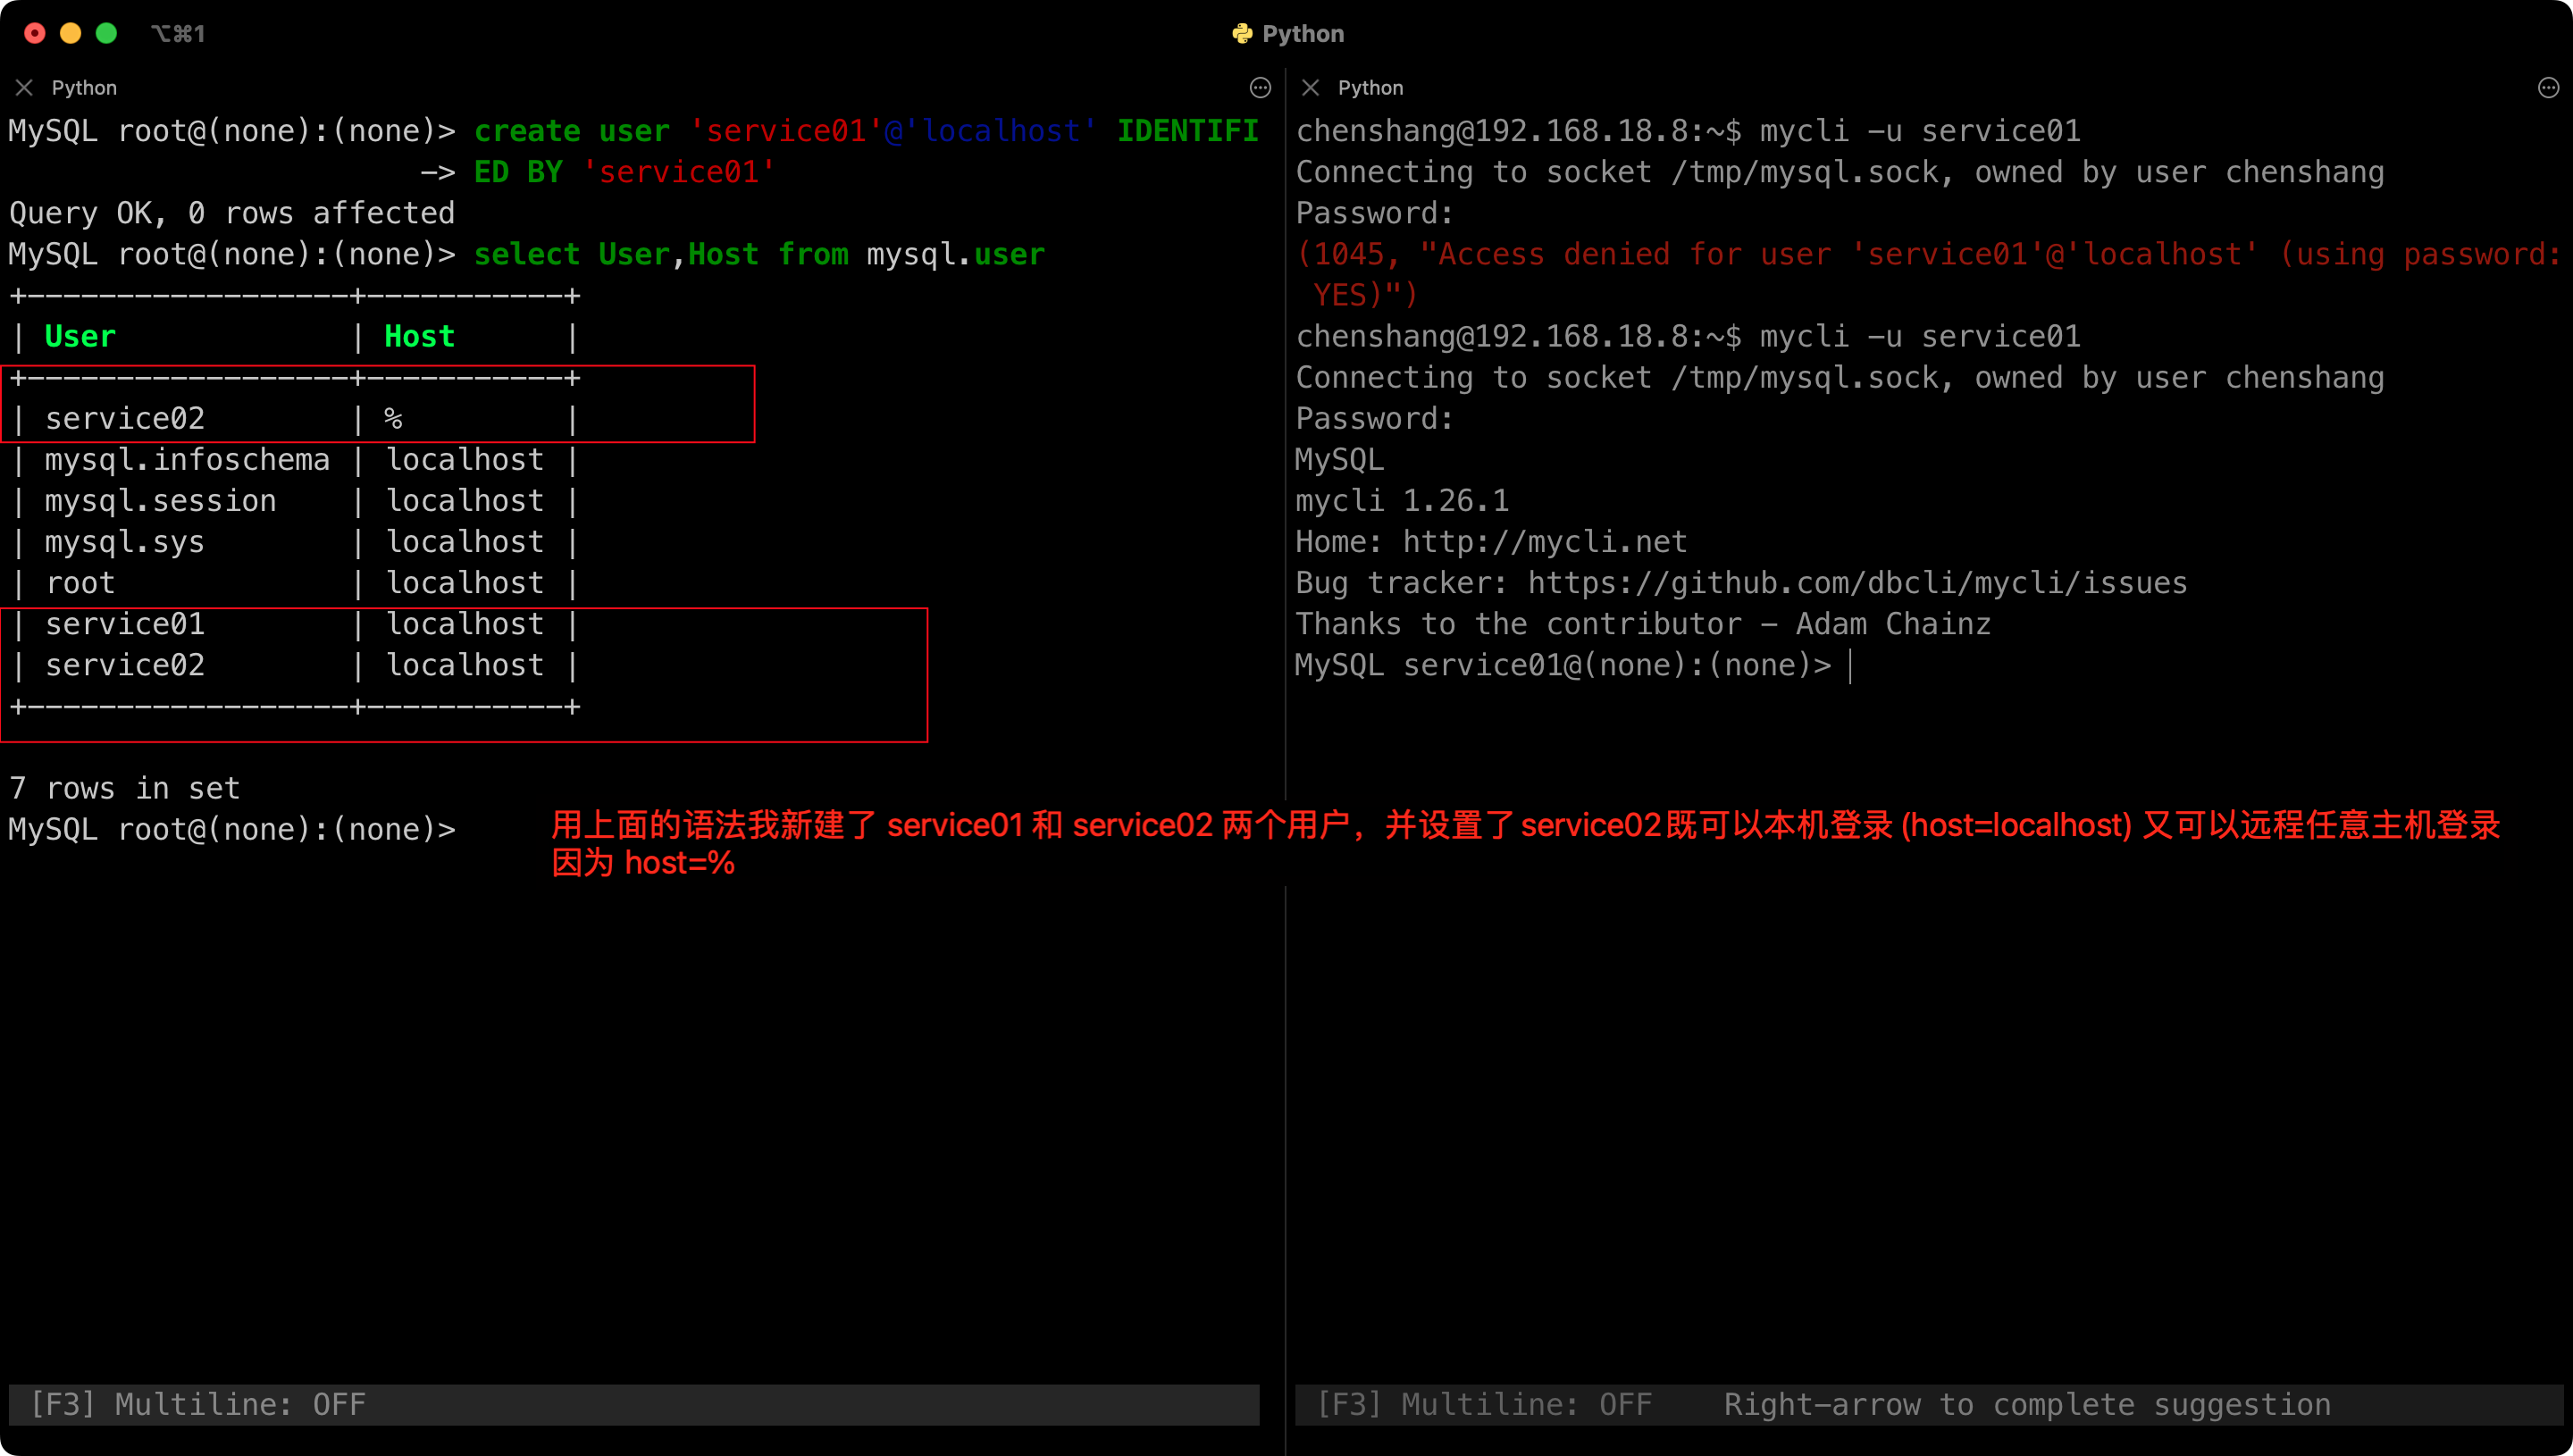 ⌥⌘1
Python
Python
MySQL root@(none):(none)> create user 'service01'@'localhost' IDENTIFI
-> ED BY 'service01'
Query OK, 0 rows affected
MySQL root@(none):(none)> select User,Host from mysql.user
+------------------+-----------+
| User             | Host      |
+------------------+-----------+
| service02        | %         |
| mysql.infoschema | localhost |
| mysql.session    | localhost |
| mysql.sys        | localhost |
| root             | localhost |
| service01        | localhost |
| service02        | localhost |
+------------------+-----------+
7 rows in set
MySQL root@(none):(none)>
[F3] Multiline: OFF
Python
chenshang@192.168.18.8:~$ mycli -u service01
Connecting to socket /tmp/mysql.sock, owned by user chenshang
Password:
(1045, "Access denied for user 'service01'@'localhost' (using password:
YES)")
chenshang@192.168.18.8:~$ mycli -u service01
Connecting to socket /tmp/mysql.sock, owned by user chenshang
Password:
MySQL
mycli 1.26.1
Home: http://mycli.net
Bug tracker: https://github.com/dbcli/mycli/issues
Thanks to the contributor - Adam Chainz
MySQL service01@(none):(none)>
用上面的语法我新建了 service01 和 service02 两个用户，并设置了service02既可以本机登录 (host=localhost) 又可以远程任意主机登录
因为 host=%
[F3] Multiline: OFF    Right-arrow to complete suggestion